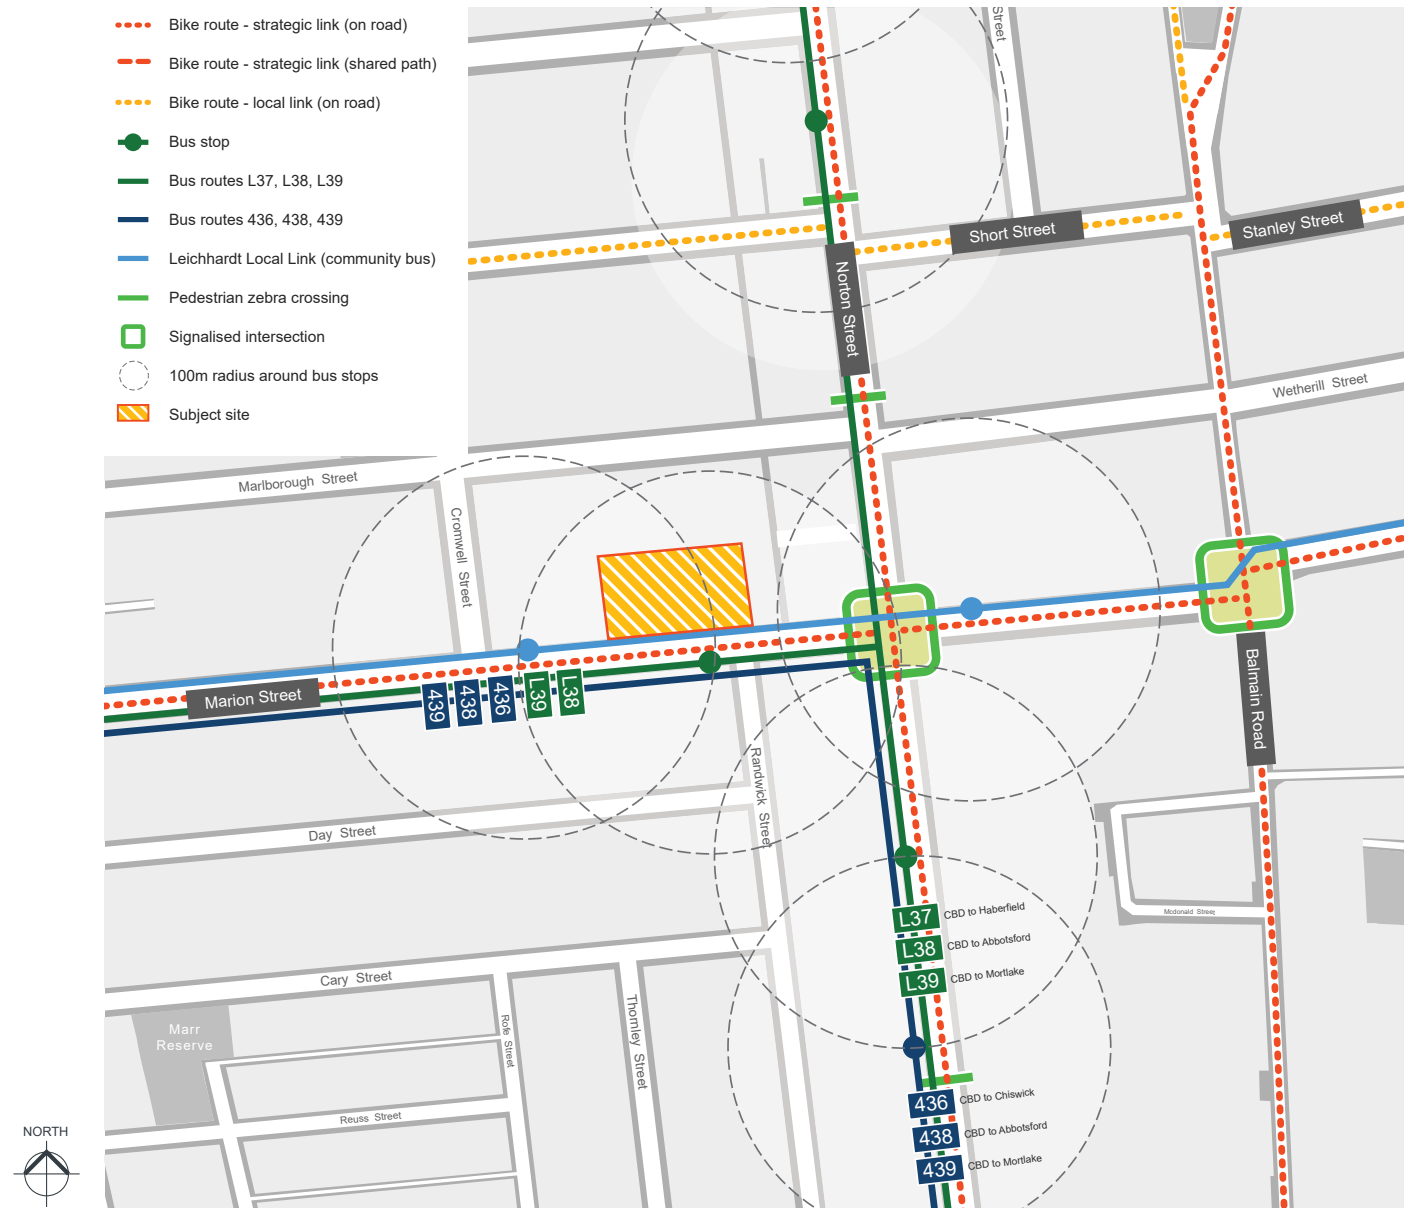 Bike route - strategic link (on road)
Bike route - strategic link (shared path)
Bike route - local link (on road)
Bus stop
Bus routes L37, L38, L39
Bus routes 436, 438, 439
Leichhardt Local Link (community bus)
Pedestrian zebra crossing
Signalised intersection
100m radius around bus stops
Subject site
Street
Short Street
Stanley Street
Norton Street
Wetherill Street
Marlborough Street
Cromwell Street
Marion Street
439
438
436
L39
L38
Balmain Road
Randwick Street
Day Street
L37 CBD to Haberfield
L38 CBD to Abbotsford
L39 CBD to Mortlake
Mcdonald Street
Cary Street
Marr
Reserve
Rofe Street
Thornley Street
Reuss Street
436 CBD to Chiswick
438 CBD to Abbotsford
439 CBD to Mortlake
NORTH